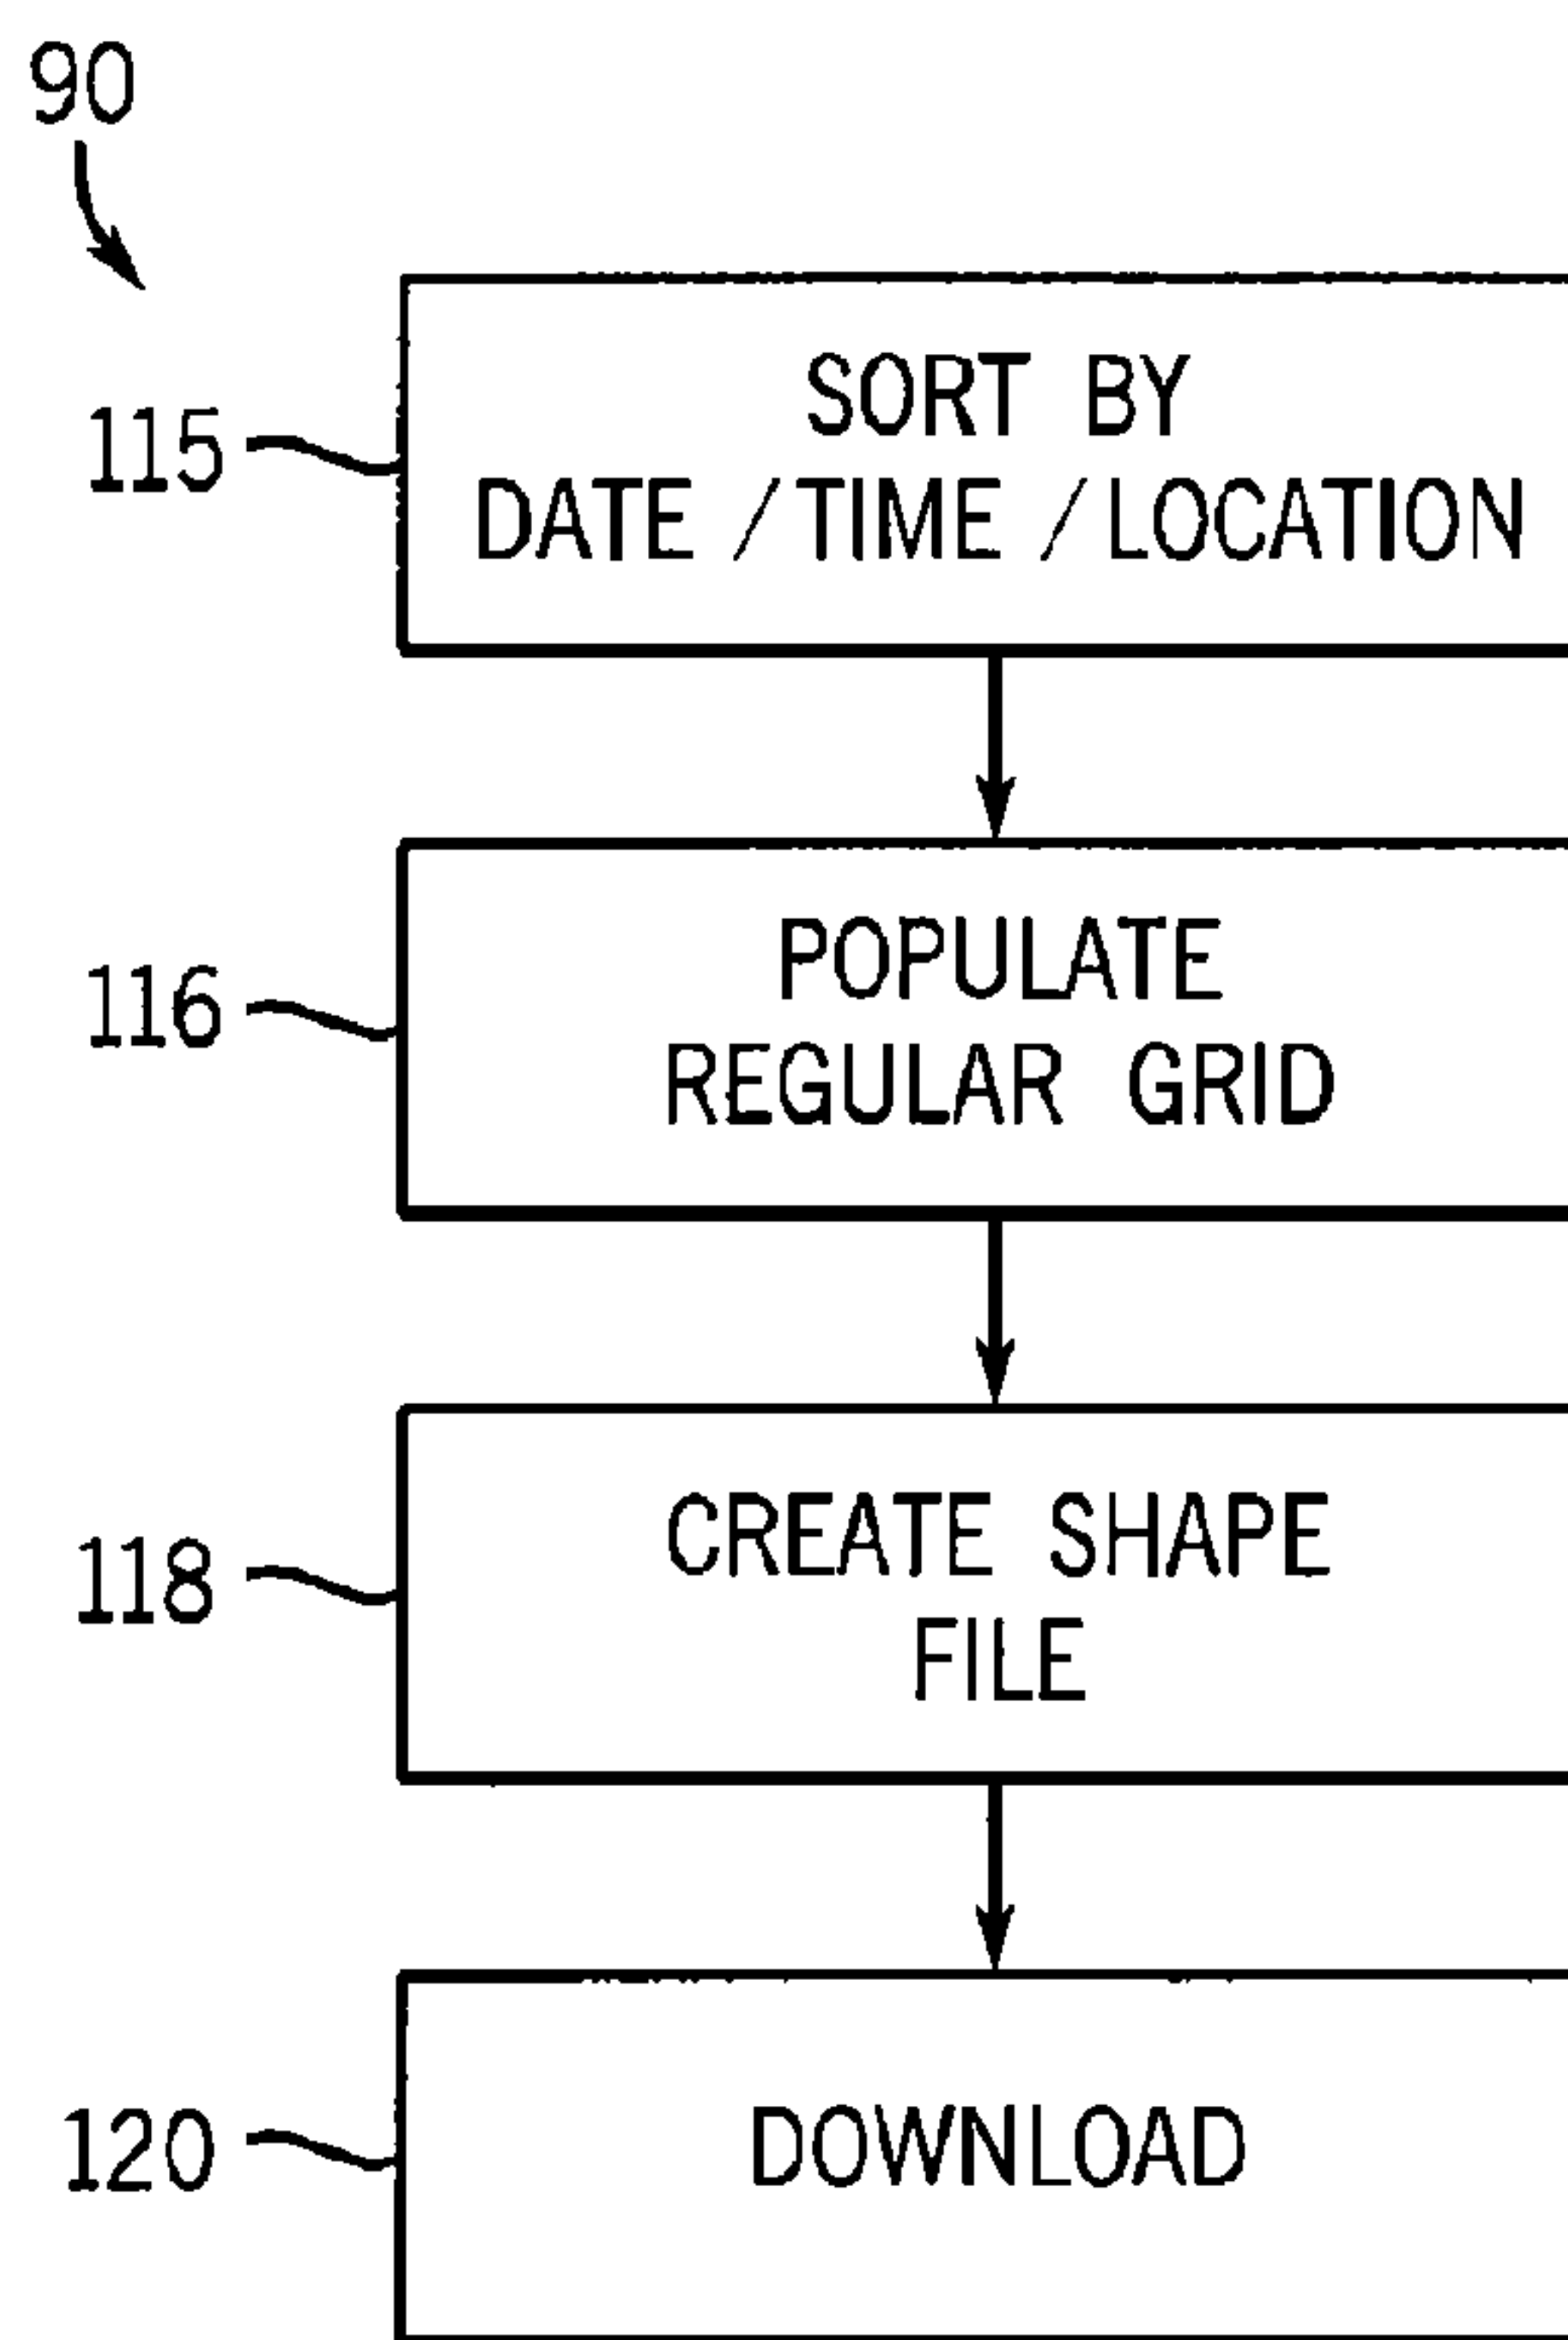 90
115
SORT BY
DATE / TIME / LOCATION
116
POPULATE
REGULAR GRID
118
CREATE SHAPE
FILE
120
DOWNLOAD